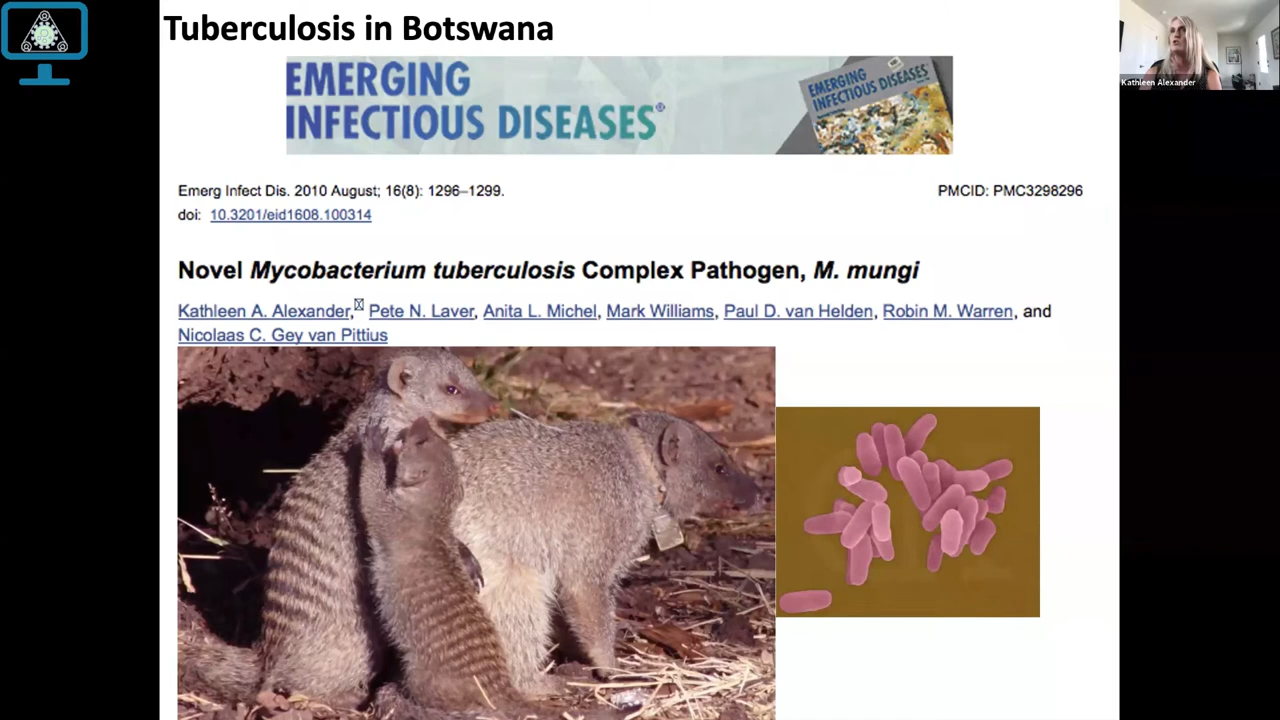 Tuberculosis in Botswana
Kathleen Alexander
EMERGING
INFECTIOUS DISEASES®
EMERGING
INFECTIOUS DISEASES
Emerg Infect Dis. 2010 August; 16(8): 1296–1299.
PMCID: PMC3298296
doi: 10.3201/eid1608.100314
Novel Mycobacterium tuberculosis Complex Pathogen, M. mungi
Kathleen A. Alexander, Pete N. Laver, Anita L. Michel, Mark Williams, Paul D. van Helden, Robin M. Warren, and
Nicolaas C. Gey van Pittius